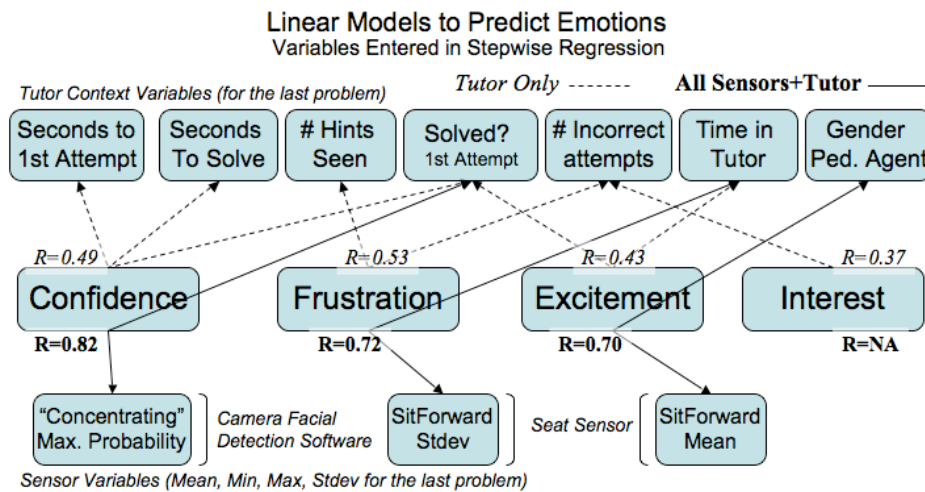 Linear Models to Predict Emotions
Variables Entered in Stepwise Regression
Tutor Only
All Sensors+Tutor
Tutor Context Variables (for the last problem)
Seconds to
1st Attempt
Seconds
To Solve
# Hints
Seen
Solved?
1st Attempt
# Incorrect
attempts
Time in
Tutor
Gender
Ped. Agent
R=0.49
R=0.53
R=0.43
R=0.37
Confidence
Frustration
Excitement
Interest
R=0.82
R=0.72
R=0.70
R=NA
“Concentrating”
Max. Probability
Camera Facial
Detection Software
SitForward
Stdev
Seat Sensor
SitForward
Mean
Sensor Variables (Mean, Min, Max, Stdev for the last problem)